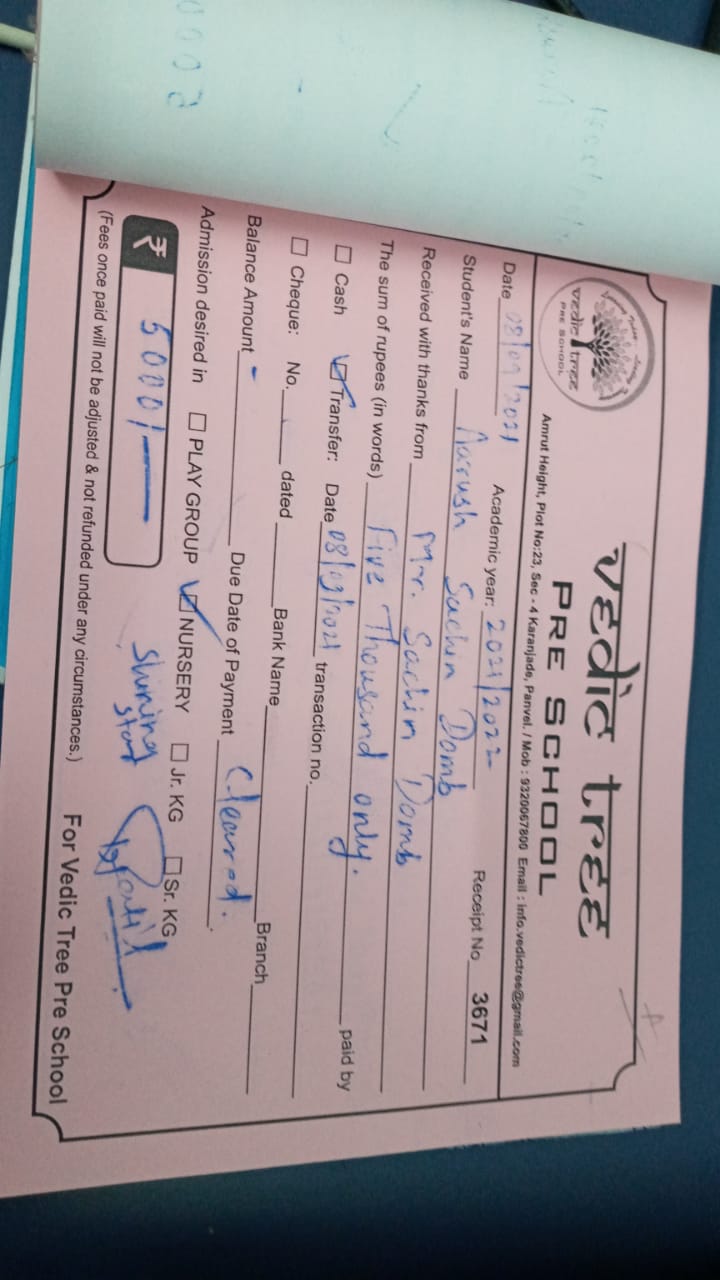 vedic tree
PRE SCHOOL
vedic tree
PRE SCHOOL
Amrut Height, Plot No:23, Sec - 4 Karanjade, Panvel. / Mob : 9320067800 Email : info.vedictree@gmail.com
Date 08/09/2021 Academic year: 2021/2022 Receipt No 3671
Student's Name Aarush Sachin Domb
Received with thanks from Mr. Sachin Domb
The sum of rupees (in words) Five Thousand only. paid by
☐ Cash ☑ Transfer: Date 08/09/2021 transaction no.
☐ Cheque: No. dated Bank Name Branch
Balance Amount - Due Date of Payment Cleared.
Admission desired in ☐ PLAY GROUP ☑ NURSERY ☐ Jr. KG ☐ Sr. KG
₹ 5000/- Shining star
(Fees once paid will not be adjusted & not refunded under any circumstances.) For Vedic Tree Pre School